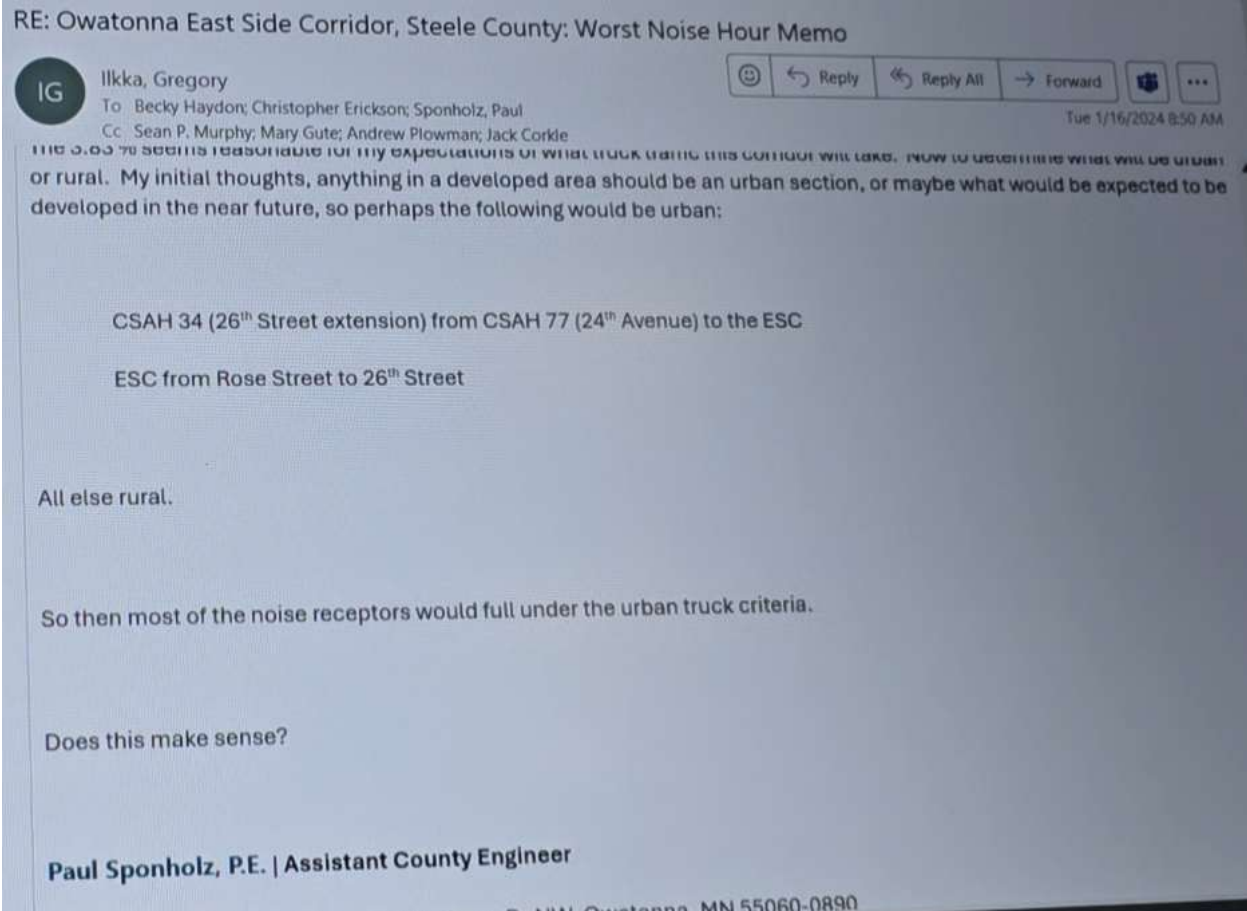 RE: Owatonna East Side Corridor, Steele County: Worst Noise Hour Memo
IG
Ilkka, Gregory
Reply
Reply All
Forward
To Becky Haydon; Christopher Erickson; Sponholz, Paul
Tue 1/16/2024 8:50 AM
Cc Sean P. Murphy; Mary Gute; Andrew Plowman; Jack Corkle
seems reasonable for my expectations of what truck traffic this corridor will take. Now to determine what will be urban
or rural. My initial thoughts, anything in a developed area should be an urban section, or maybe what would be expected to be
developed in the near future, so perhaps the following would be urban:
CSAH 34 (26th Street extension) from CSAH 77 (24th Avenue) to the ESC
ESC from Rose Street to 26th Street
All else rural.
So then most of the noise receptors would full under the urban truck criteria.
Does this make sense?
Paul Sponholz, P.E. | Assistant County Engineer
Owatonna, MN 55060-0890